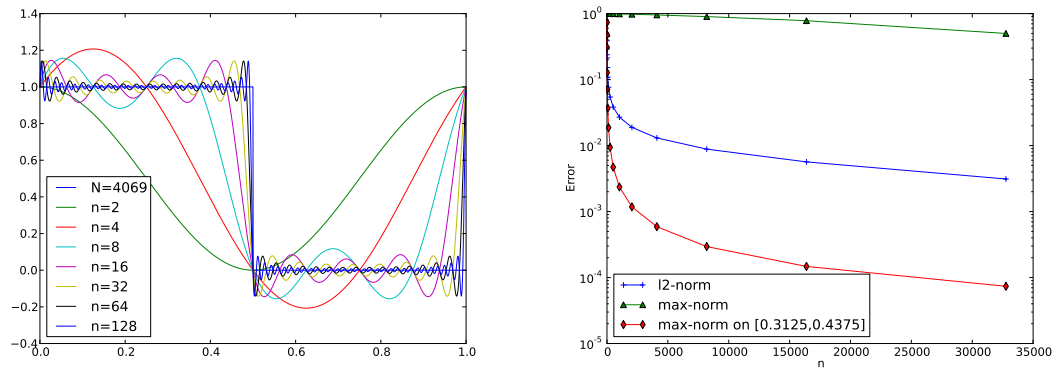 1.4
1.2
1.0
0.8
0.6
0.4
0.2
0.0
−0.2
−0.4
0.0 0.2 0.4 0.6 0.8 1.0
N=4069
n=2
n=4
n=8
n=16
n=32
n=64
n=128
10^0
10^-1
10^-2
10^-3
10^-4
10^-5
Error
0 5000 10000 15000 20000 25000 30000 35000
n
l2-norm
max-norm
max-norm on [0.3125,0.4375]